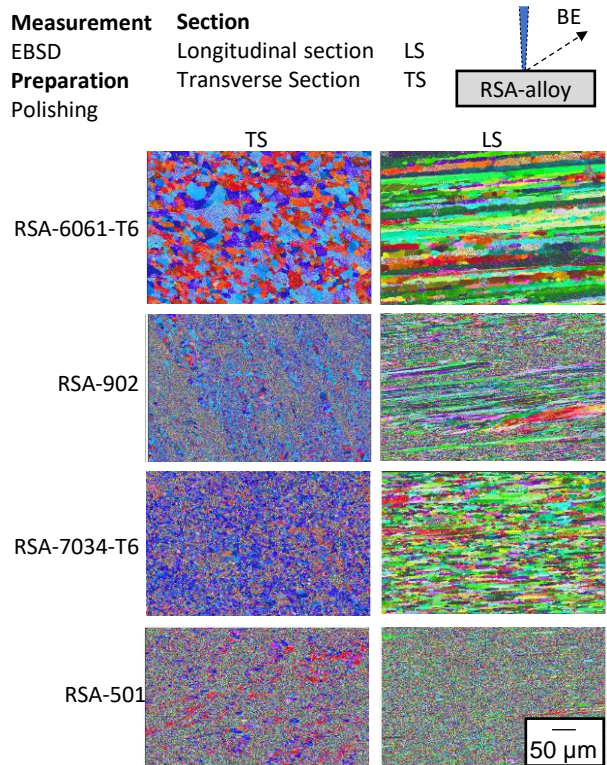 Measurement Section
EBSD Longitudinal section LS
Preparation Transverse Section TS
Polishing
BE
RSA-alloy
TS LS
RSA-6061-T6
RSA-902
RSA-7034-T6
RSA-501
50 µm